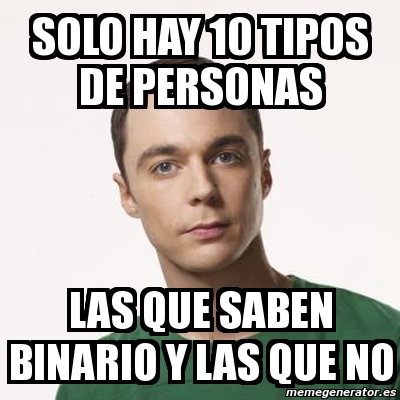 SOLO HAY 10 TIPOS
DE PERSONAS
LAS QUE SABEN
BINARIO Y LAS QUE NO
memegenerator.es